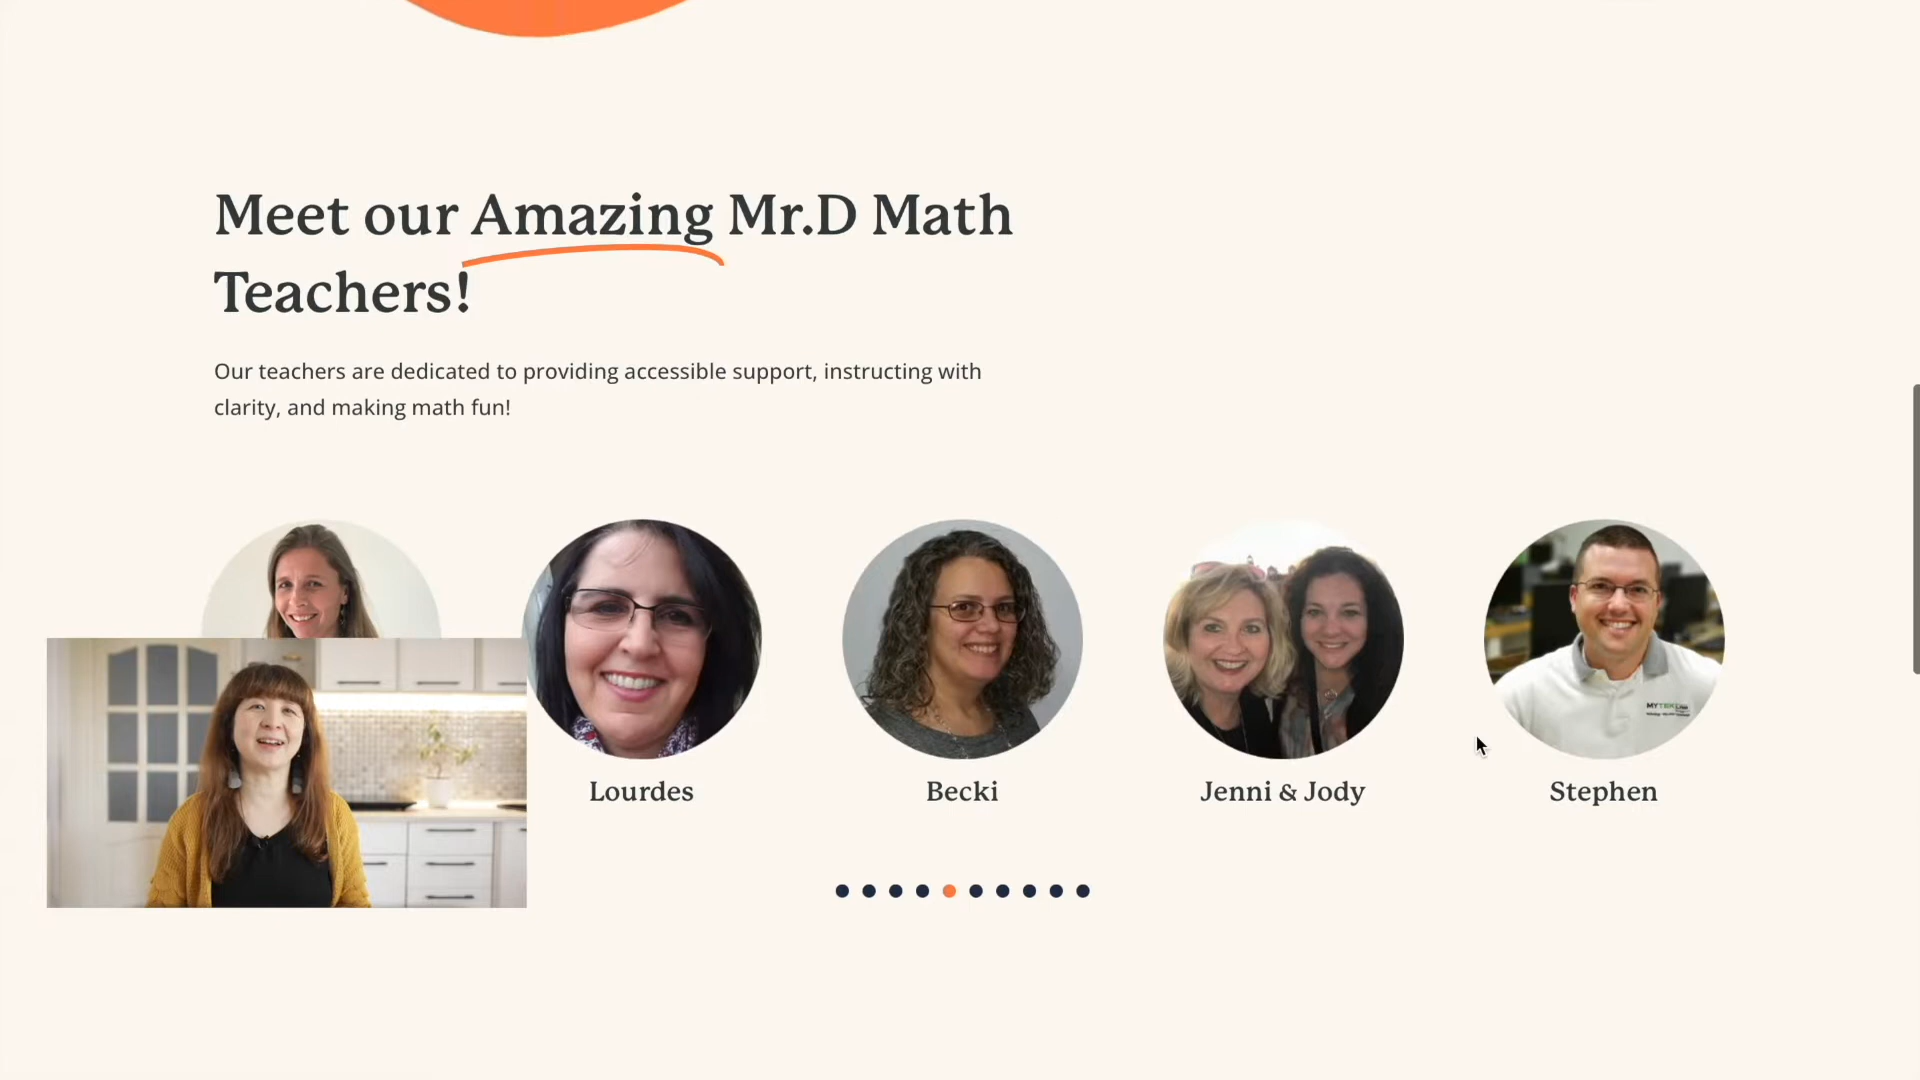 Meet our Amazing Mr.D Math
Teachers!
Our teachers are dedicated to providing accessible support, instructing with
clarity, and making math fun!
Lourdes
Becki
Jenni & Jody
Stephen